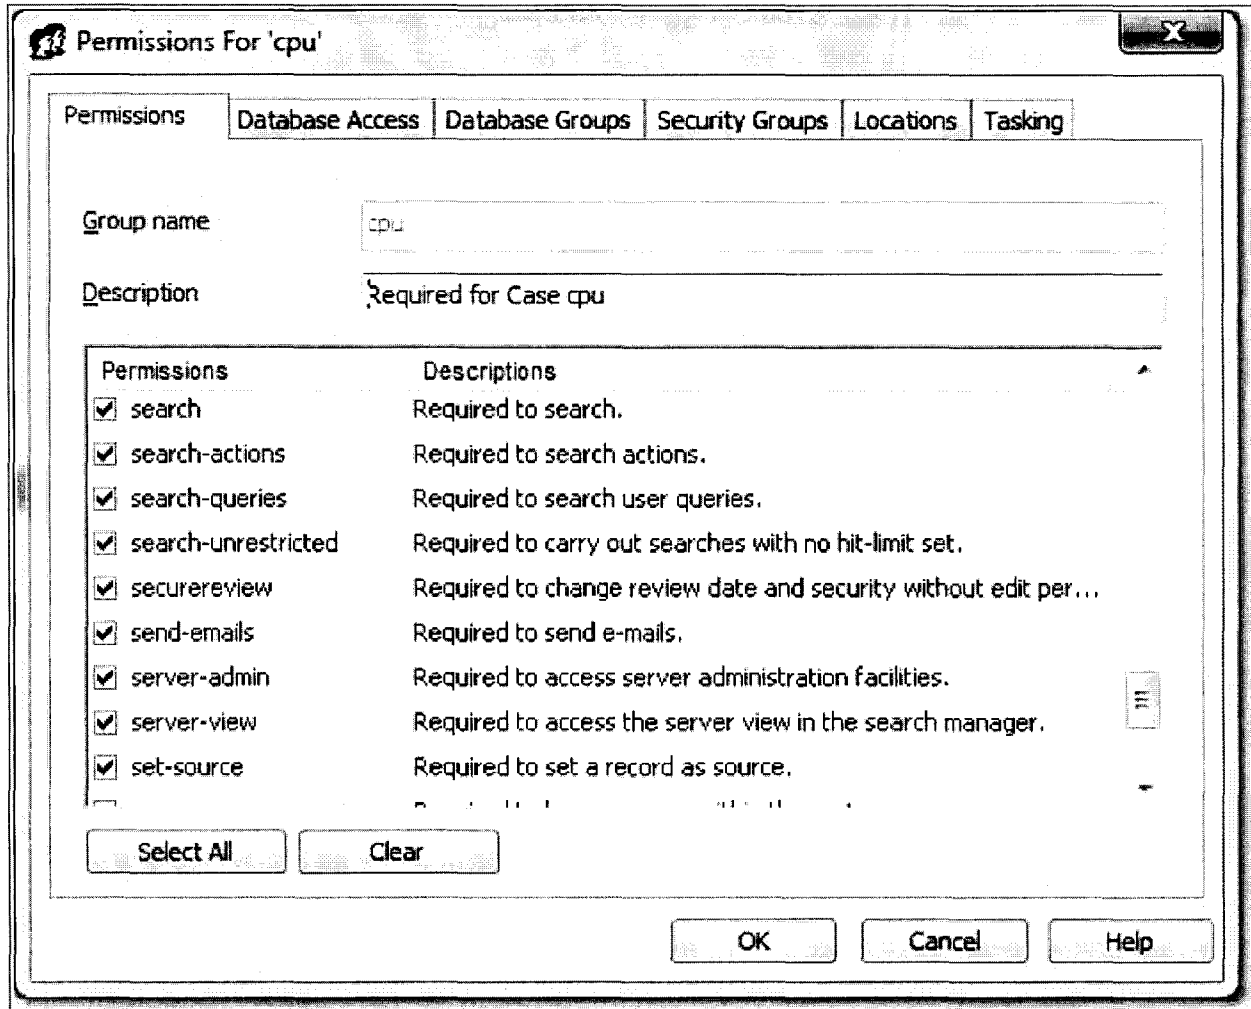 Permissions For 'cpu'
Permissions Database Access Database Groups Security Groups Locations Tasking
Group name cpu
Description Required for Case cpu
Permissions Descriptions
search Required to search.
search-actions Required to search actions.
search-queries Required to search user queries.
search-unrestricted Required to carry out searches with no hit-limit set.
securereview Required to change review date and security without edit per...
send-emails Required to send e-mails.
server-admin Required to access server administration facilities.
server-view Required to access the server view in the search manager.
set-source Required to set a record as source.
Select All Clear
OK Cancel Help